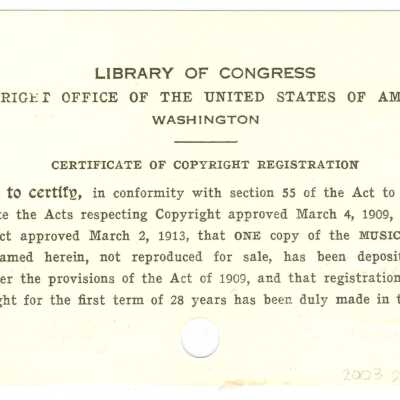 LIBRARY OF CONGRESS
RIGHT OFFICE OF THE UNITED STATES OF AM
WASHINGTON
CERTIFICATE OF COPYRIGHT REGISTRATION
to certify, in conformity with section 55 of the Act to
te the Acts respecting Copyright approved March 4, 1909,
ct approved March 2, 1913, that ONE copy of the MUSIC
amed herein, not reproduced for sale, has been deposit
er the provisions of the Act of 1909, and that registration
ght for the first term of 28 years has been duly made in t
2003